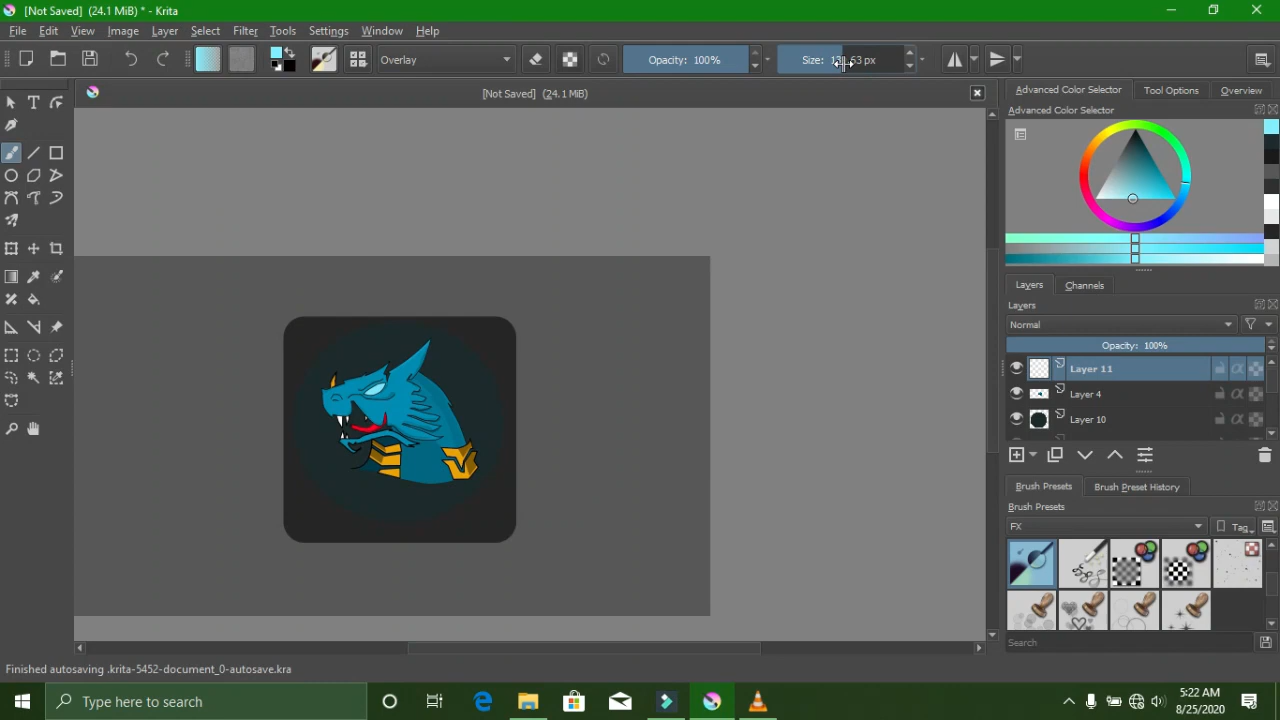 [Not Saved] (24.1 MiB) * - Krita
File Edit View Image Layer Select Filter Tools Settings Window Help
Overlay Opacity: 100% Size: px
[Not Saved] (24.1 MiB)
Advanced Color Selector Tool Options Overview
Advanced Color Selector
Layers Channels
Layers
Normal
Opacity: 100%
Layer 11
Layer 4
Layer 10
Brush Presets Brush Preset History
Brush Presets
FX Tag
Search
Finished autosaving .krita-5452-document_0-autosave.kra
Type here to search
5:22 AM
8/25/2020